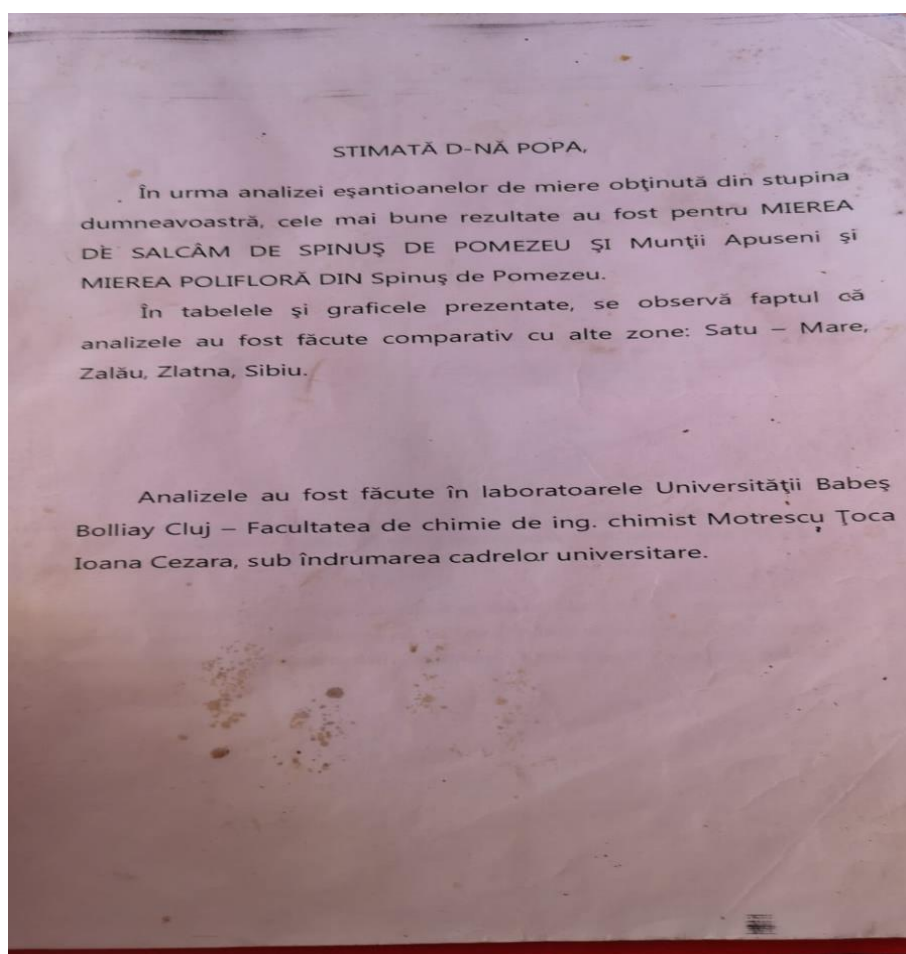 STIMATĂ D-NĂ POPA,
În urma analizei eşantioanelor de miere obţinută din stupina
dumneavoastră, cele mai bune rezultate au fost pentru MIEREA
DE SALCÂM DE SPINUŞ DE POMEZEU ŞI Munţii Apuseni şi
MIEREA POLIFLORĂ DIN Spinuş de Pomezeu.
În tabelele şi graficele prezentate, se observă faptul că
analizele au fost făcute comparativ cu alte zone: Satu – Mare,
Zalău, Zlatna, Sibiu.
Analizele au fost făcute în laboratoarele Universităţii Babeş
Bolliay Cluj – Facultatea de chimie de ing. chimist Motrescu Ţoca
Ioana Cezara, sub îndrumarea cadrelor universitare.